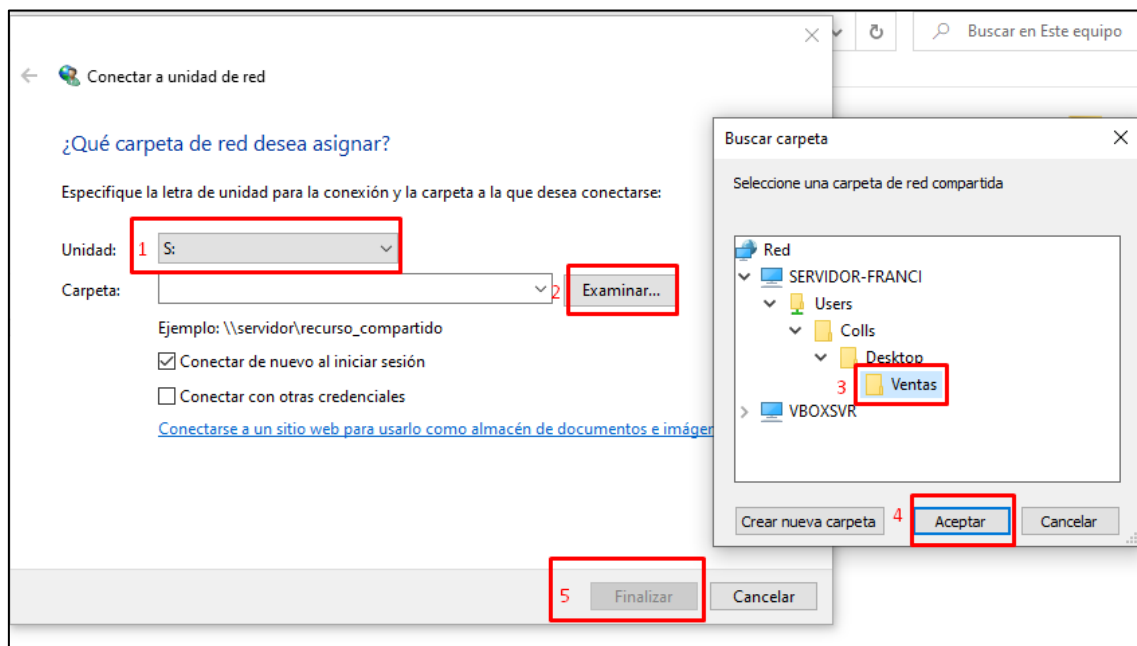 Buscar en Este equipo
Conectar a unidad de red
¿Qué carpeta de red desea asignar?
Especifique la letra de unidad para la conexión y la carpeta a la que desea conectarse:
Unidad: 1 S:
Carpeta: 2 Examinar...
Ejemplo: \\servidor\recurso_compartido
Conectar de nuevo al iniciar sesión
Conectar con otras credenciales
Conectarse a un sitio web para usarlo como almacén de documentos e
5 Finalizar Cancelar
Buscar carpeta
Seleccione una carpeta de red compartida
Red
SERVIDOR-FRANCI
Users
Colls
Desktop
3 Ventas
VBOXSVR
Crear nueva carpeta 4 Aceptar Cancelar